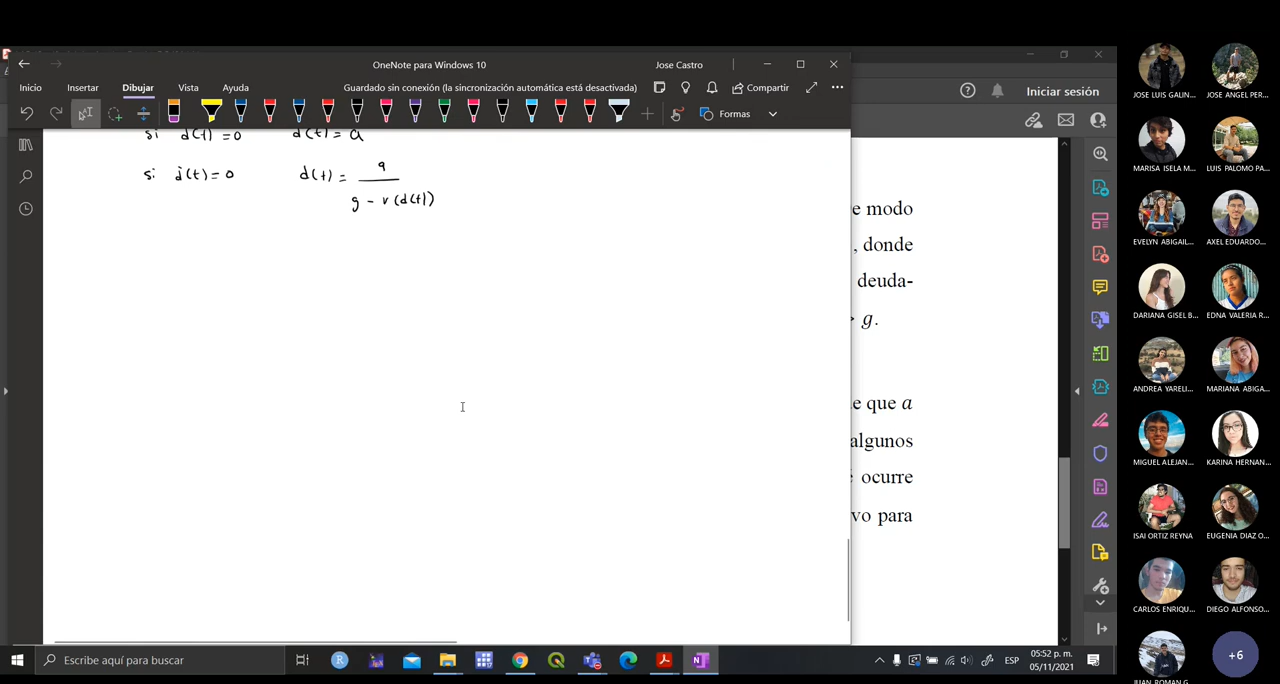 OneNote para Windows 10
Jose Castro
Inicio
Insertar
Dibujar
Vista
Ayuda
Guardado sin conexión (la sincronización automática está desactivada)
Compartir
Iniciar sesión
Formas
si ḋ(t) = 0 d(t) = a
si ḋ(t) = 0 d(t) = a
g - r(d(t))
e modo
, donde
deuda-
> g.
e que a
algunos
ocurre
vo para
JOSE LUIS GALIN...
JOSE ANGEL PER...
MARISA ISELA M...
LUIS PALOMO PA...
EVELYN ABIGAIL...
AXEL EDUARDO...
DARIANA GISEL B...
EDNA VALERIA R...
ANDREA YARELI...
MARIANA ABIGA...
MIGUEL ALEJAN...
KARINA HERNAN...
ISAI ORTIZ REYNA
EUGENIA DIAZ O...
CARLOS ENRIQU...
DIEGO ALFONSO...
JUAN ROMAN G...
+6
Escribe aquí para buscar
ESP
05:52 p. m.
05/11/2021